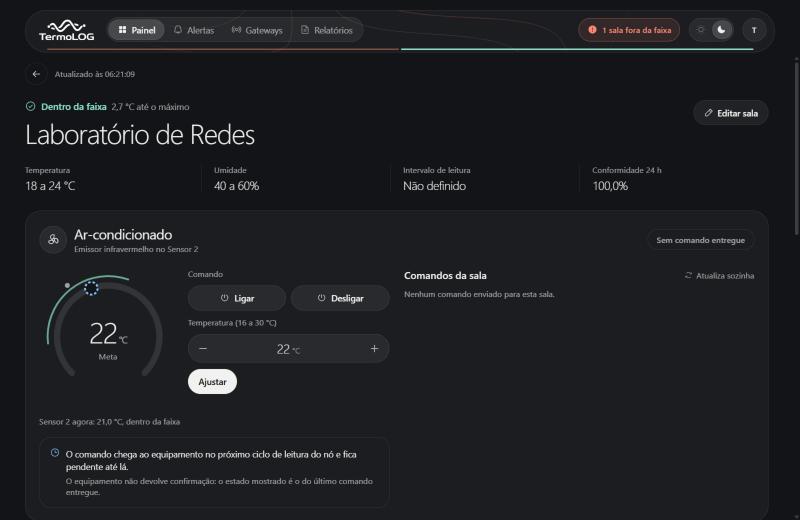 TermoLOG
Painel
Alertas
Gateways
Relatórios
1 sala fora da faixa
T
Atualizado às 06:21:09
Dentro da faixa 2,7 °C até o máximo
Editar sala
Laboratório de Redes
Temperatura
18 a 24 °C
Umidade
40 a 60%
Intervalo de leitura
Não definido
Conformidade 24 h
100,0%
Ar-condicionado
Emissor infravermelho no Sensor 2
Sem comando entregue
22 °C
Meta
Comando
Ligar
Desligar
Temperatura (16 a 30 °C)
− 22 °C +
Ajustar
Comandos da sala
Atualiza sozinha
Nenhum comando enviado para esta sala.
Sensor 2 agora: 21,0 °C, dentro da faixa
O comando chega ao equipamento no próximo ciclo de leitura do nó e fica
pendente até lá.
O equipamento não devolve confirmação: o estado mostrado é o do último comando
entregue.